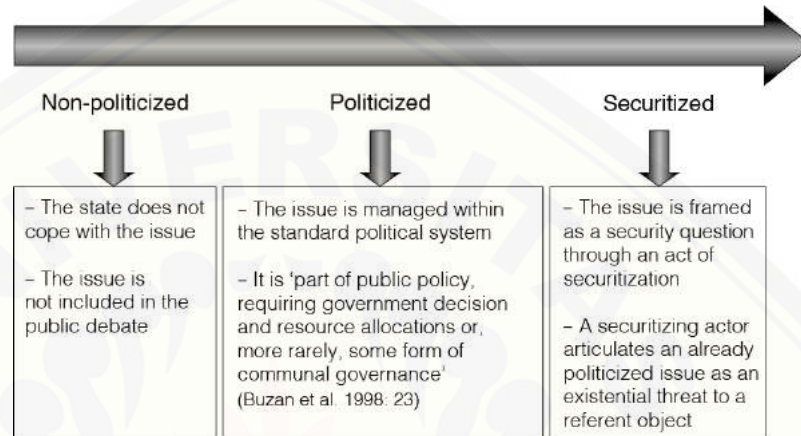 Non-politicized
Politicized
Securitized
– The state does not
cope with the issue
– The issue is
not included in the
public debate
– The issue is managed within
the standard political system
– It is ‘part of public policy,
requiring government decision
and resource allocations or,
more rarely, some form of
communal governance’
(Buzan et al. 1998: 23)
– The issue is framed
as a security question
through an act of
securitization
– A securitizing actor
articulates an already
politicized issue as an
existential threat to a
referent object